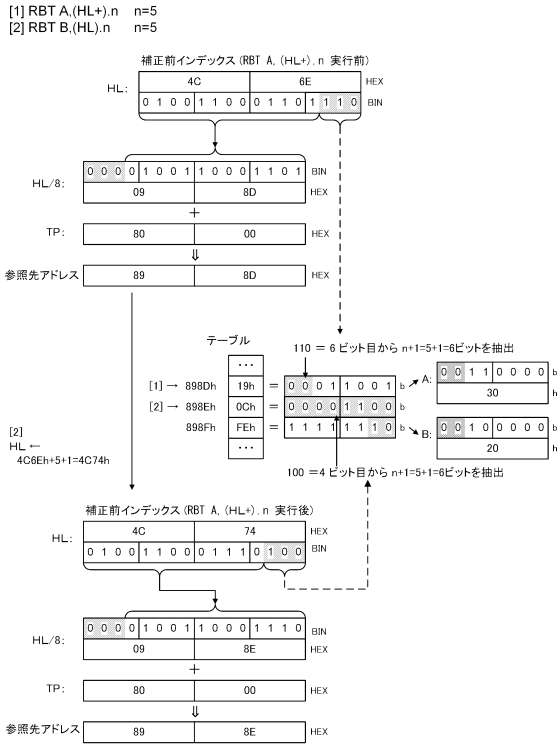 [1] RBT A,(HL+).n n=5
[2] RBT B,(HL).n n=5
補正前インデックス(RBT A, (HL+). n 実行前)
HL: 4C 6E HEX
0 1 0 0 1 1 0 0 0 1 1 0 1 1 1 0 BIN
HL/8: 0 0 0 0 1 0 0 1 1 0 0 0 1 1 0 1 BIN
09 8D HEX
+
TP: 80 00 HEX
⇓
参照先アドレス 89 8D HEX
テーブル
110 = 6 ビット目から n+1=5+1=6ビットを抽出
...
[1] → 898Dh 19h = 0 0 0 1 1 0 0 1 b
[2] → 898Eh 0Ch = 0 0 0 0 1 1 0 0 b
898Fh FEh = 1 1 1 1 1 1 1 0 b
...
A: 0 0 1 1 0 0 0 0 b
30 h
B: 0 0 1 0 0 0 0 0 b
20 h
100 =4 ビット目から n+1=5+1=6ビットを抽出
[2]
HL ←
4C6Eh+5+1=4C74h
補正前インデックス(RBT A, (HL+). n 実行後)
HL: 4C 74 HEX
0 1 0 0 1 1 0 0 0 1 1 1 0 1 0 0 BIN
HL/8: 0 0 0 0 1 0 0 1 1 0 0 0 1 1 1 0 BIN
09 8E HEX
+
TP: 80 00 HEX
⇓
参照先アドレス 89 8E HEX